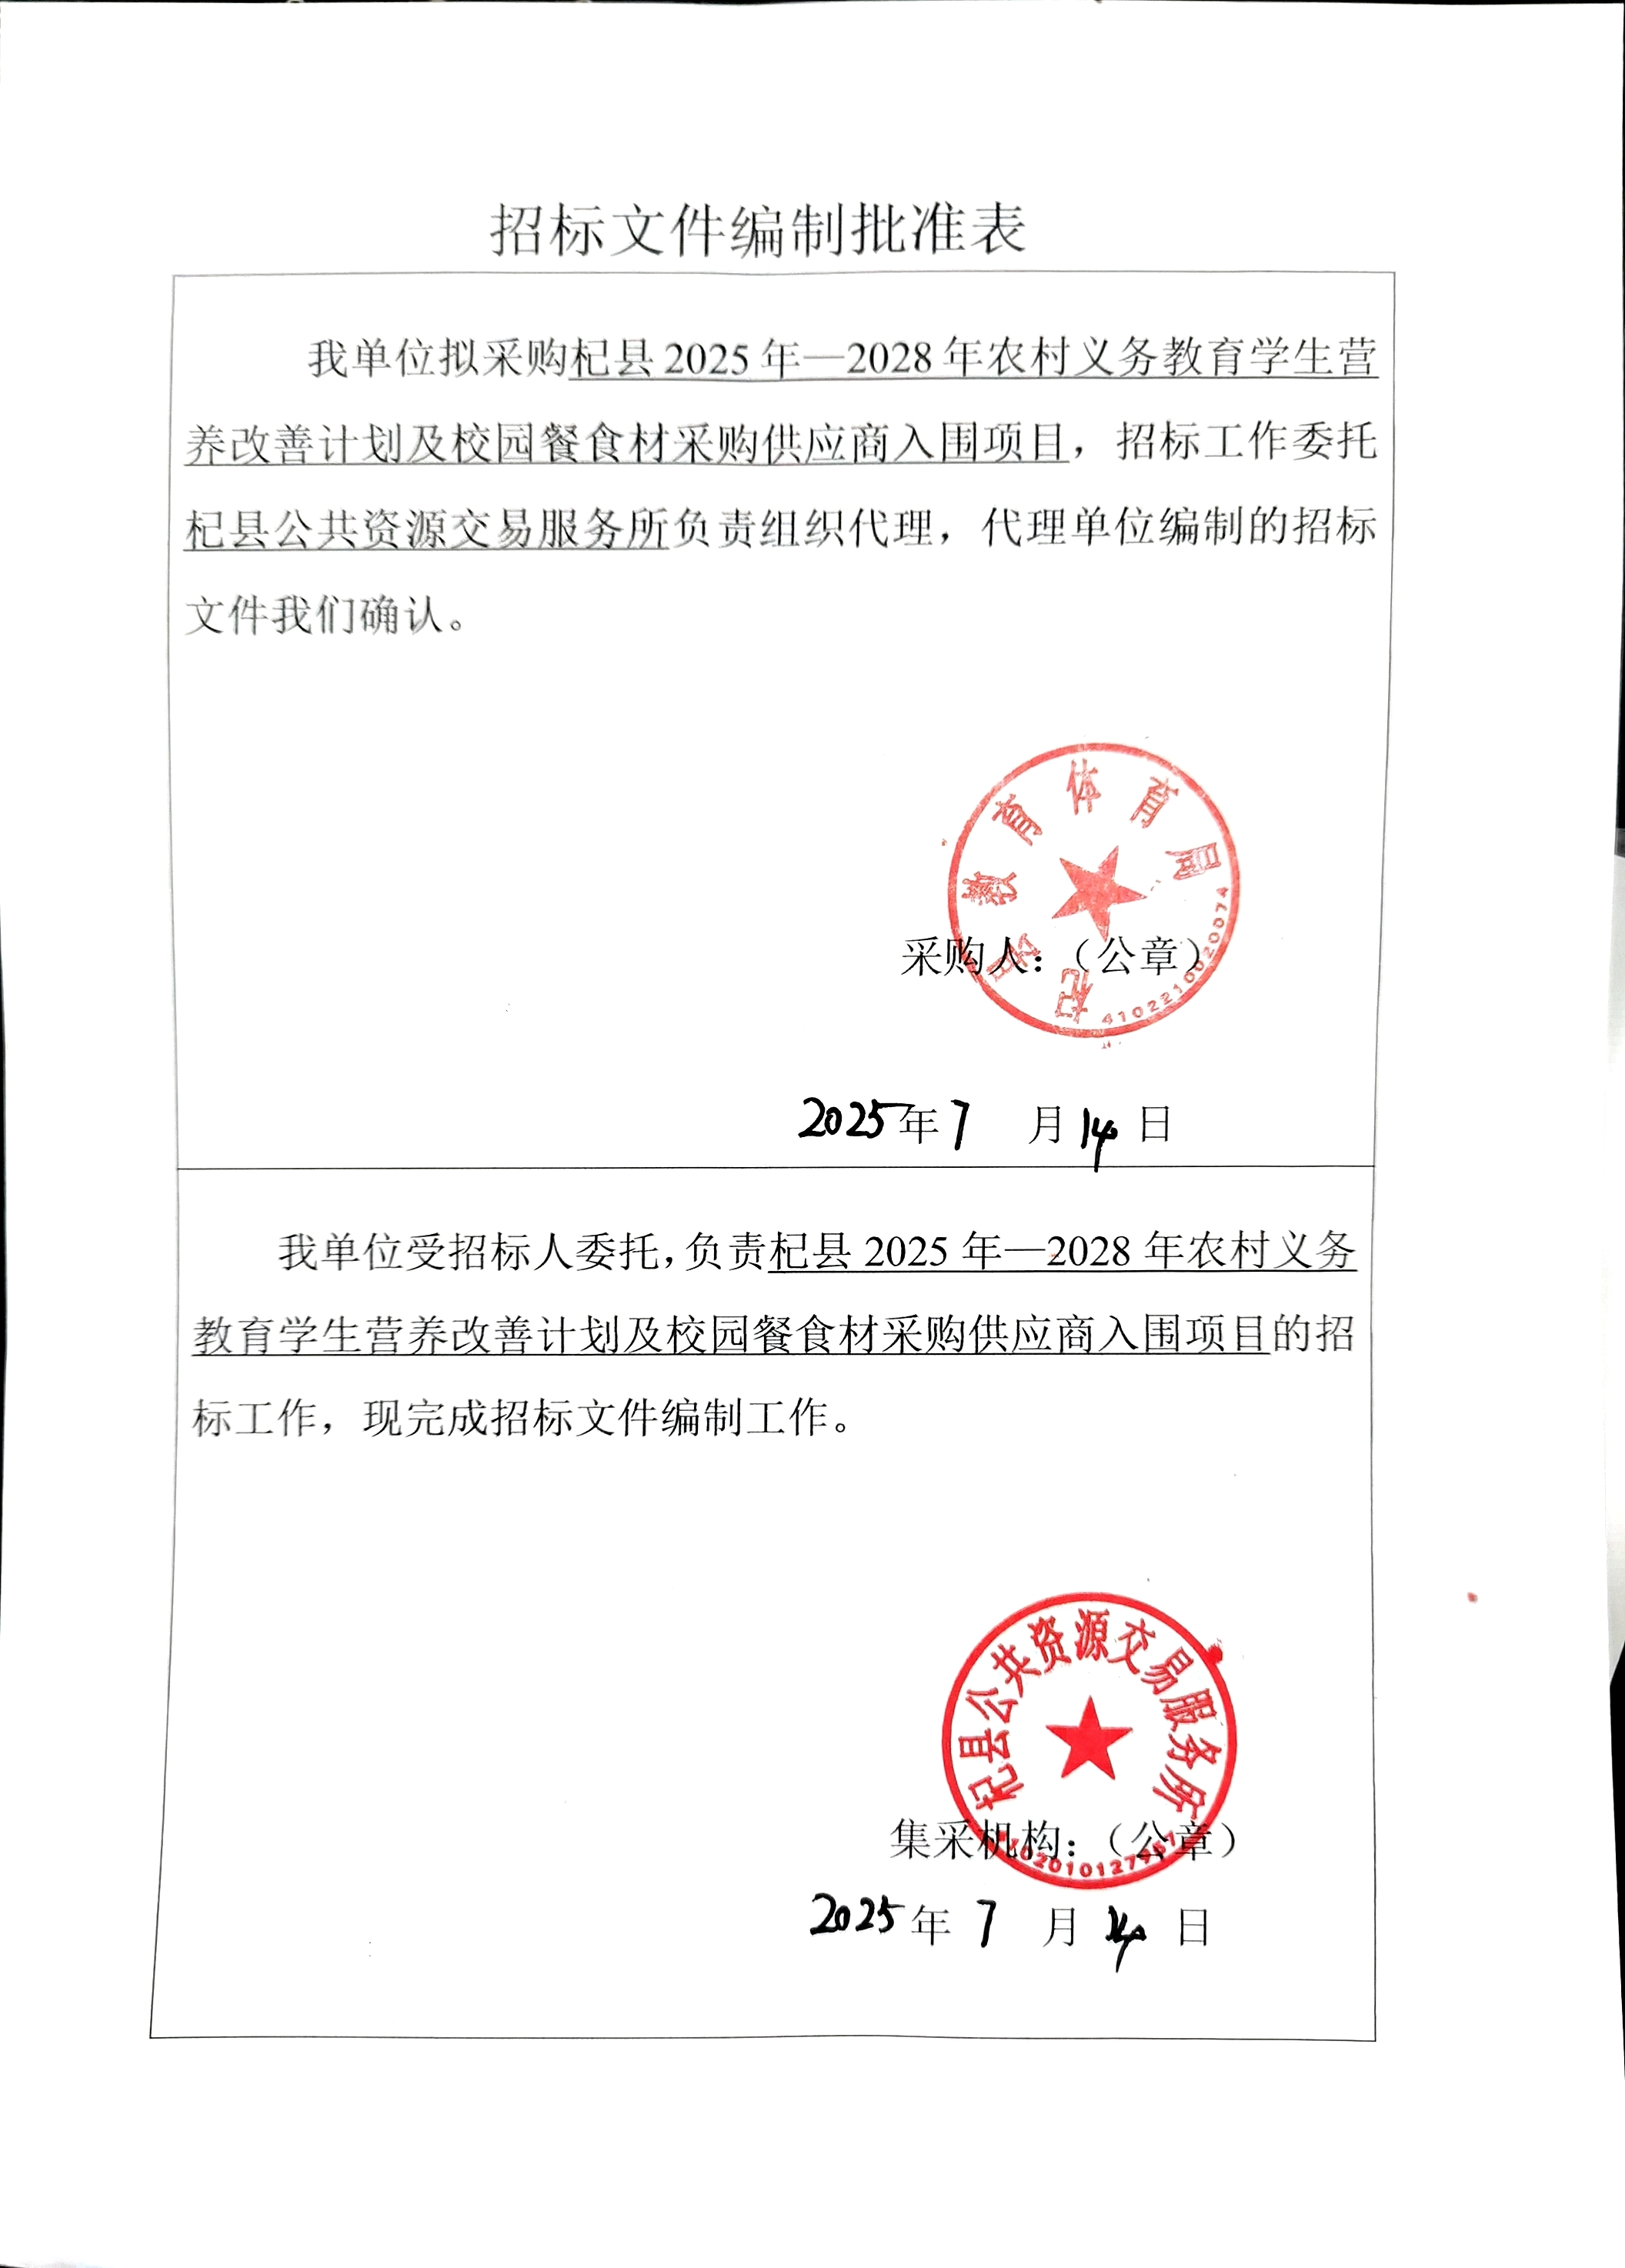 招标文件编制批准表
我单位拟采购杞县2025年—2028年农村义务教育学生营
养改善计划及校园餐食材采购供应商入围项目，招标工作委托
杞县公共资源交易服务所负责组织代理，代理单位编制的招标
文件我们确认。
杞县教育体育局
4102210020074
采购人：（公章）
2025年7月14日
我单位受招标人委托，负责杞县2025年—2028年农村义务
教育学生营养改善计划及校园餐食材采购供应商入围项目的招
标工作，现完成招标文件编制工作。
杞县公共资源交易服务所
集采机构：（公章）
2025年7月14日